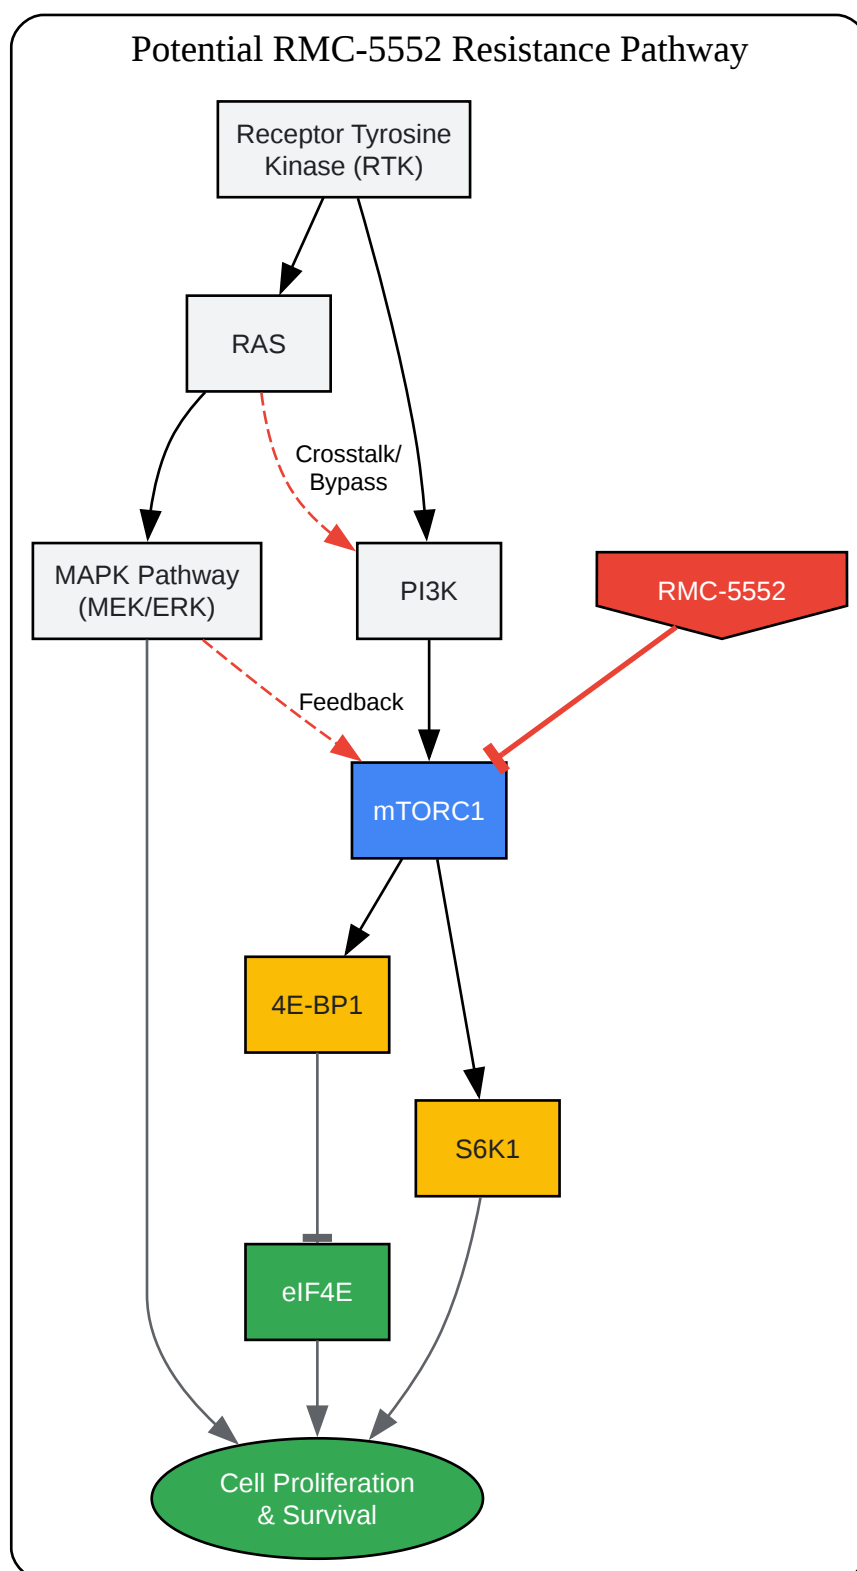 Potential RMC-5552 Resistance Pathway
Receptor Tyrosine
Kinase (RTK)
RAS
Crosstalk/
Bypass
MAPK Pathway
(MEK/ERK)
PI3K
RMC-5552
Feedback
mTORC1
4E-BP1
S6K1
eIF4E
Cell Proliferation
& Survival